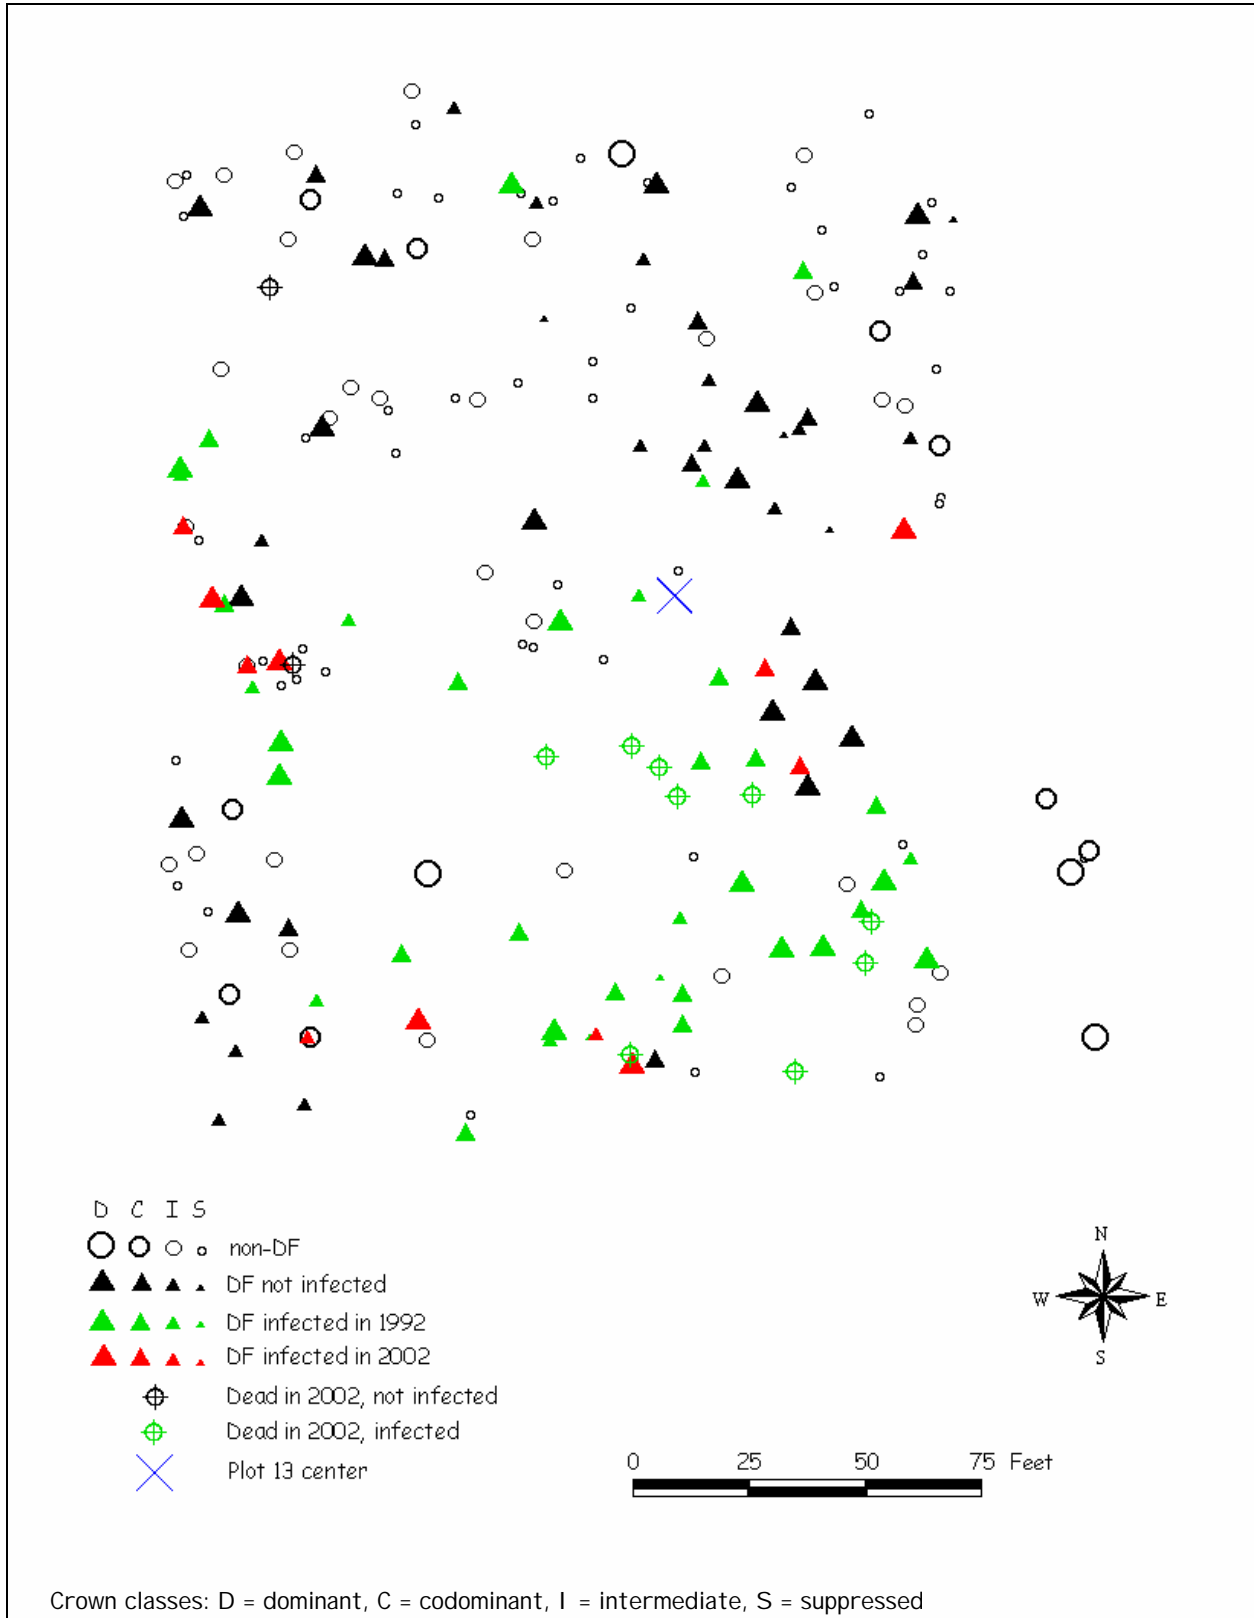 D C I S
non-DF
DF not infected
DF infected in 1992
DF infected in 2002
Dead in 2002, not infected
Dead in 2002, infected
Plot 13 center
N
W E
S
0 25 50 75 Feet
Crown classes: D = dominant, C = codominant, I = intermediate, S = suppressed